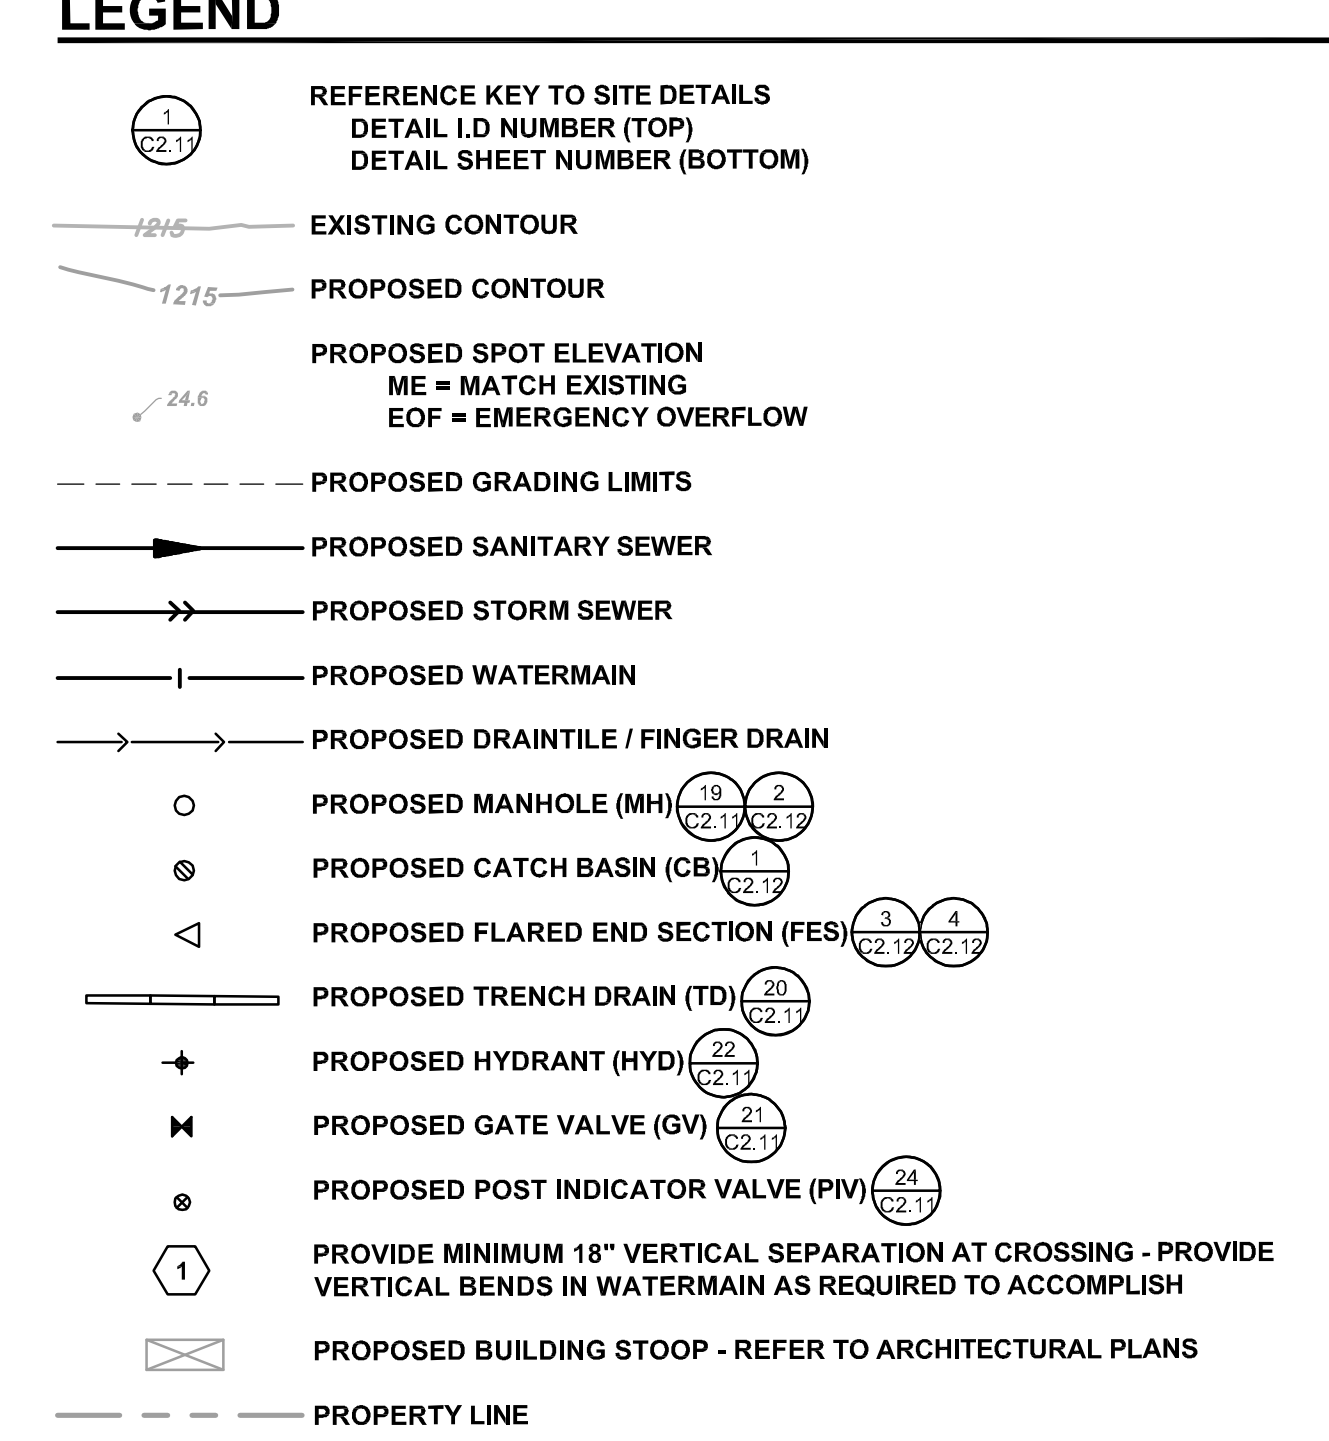 LEGEND
1
C2.11
REFERENCE KEY TO SITE DETAILS
DETAIL I.D NUMBER (TOP)
DETAIL SHEET NUMBER (BOTTOM)
1215 EXISTING CONTOUR
1215 PROPOSED CONTOUR
PROPOSED SPOT ELEVATION
24.6
ME = MATCH EXISTING
EOF = EMERGENCY OVERFLOW
PROPOSED GRADING LIMITS
PROPOSED SANITARY SEWER
PROPOSED STORM SEWER
PROPOSED WATERMAIN
PROPOSED DRAINTILE / FINGER DRAIN
PROPOSED MANHOLE (MH) 19 2
C2.11 C2.12
PROPOSED CATCH BASIN (CB) 1
C2.12
PROPOSED FLARED END SECTION (FES) 3 4
C2.12 C2.12
PROPOSED TRENCH DRAIN (TD) 20
C2.11
PROPOSED HYDRANT (HYD) 22
C2.11
PROPOSED GATE VALVE (GV) 21
C2.11
PROPOSED POST INDICATOR VALVE (PIV) 24
C2.11
1 PROVIDE MINIMUM 18" VERTICAL SEPARATION AT CROSSING - PROVIDE
VERTICAL BENDS IN WATERMAIN AS REQUIRED TO ACCOMPLISH
PROPOSED BUILDING STOOP - REFER TO ARCHITECTURAL PLANS
PROPERTY LINE